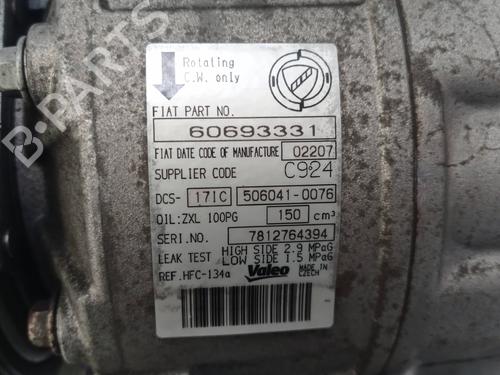 Rotating
C.W. only
FIAT PART NO.
60693331
FIAT DATE CODE OF MANUFACTURE 02207
SUPPLIER CODE C924
DCS- 17IC 506041-0076
OIL:ZXL 100PG 150 cm³
SERI.NO. 7812764394
LEAK TEST HIGH SIDE 2.9 MPaG
LOW SIDE 1.5 MPaG
REF.HFC-134a Valeo MADE IN
CZECH
B-PARTS